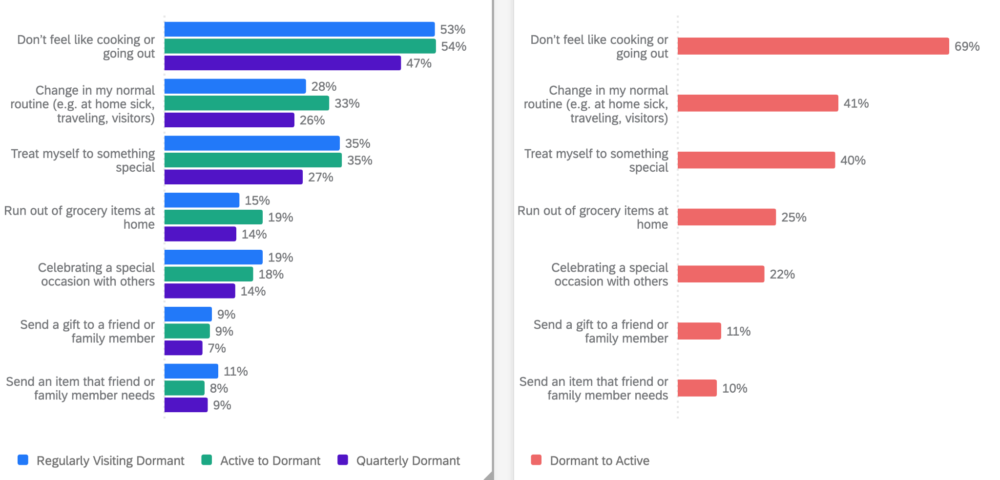 Don’t feel like cooking or
going out
53%
54%
47%
Change in my normal
routine (e.g. at home sick,
traveling, visitors)
28%
33%
26%
Treat myself to something
special
35%
35%
27%
Run out of grocery items at
home
15%
19%
14%
Celebrating a special
occasion with others
19%
18%
14%
Send a gift to a friend or
family member
9%
9%
7%
Send an item that friend or
family member needs
11%
8%
9%
Regularly Visiting Dormant
Active to Dormant
Quarterly Dormant
Don’t feel like cooking or
going out
69%
Change in my normal
routine (e.g. at home sick,
traveling, visitors)
41%
Treat myself to something
special
40%
Run out of grocery items at
home
25%
Celebrating a special
occasion with others
22%
Send a gift to a friend or
family member
11%
Send an item that friend or
family member needs
10%
Dormant to Active